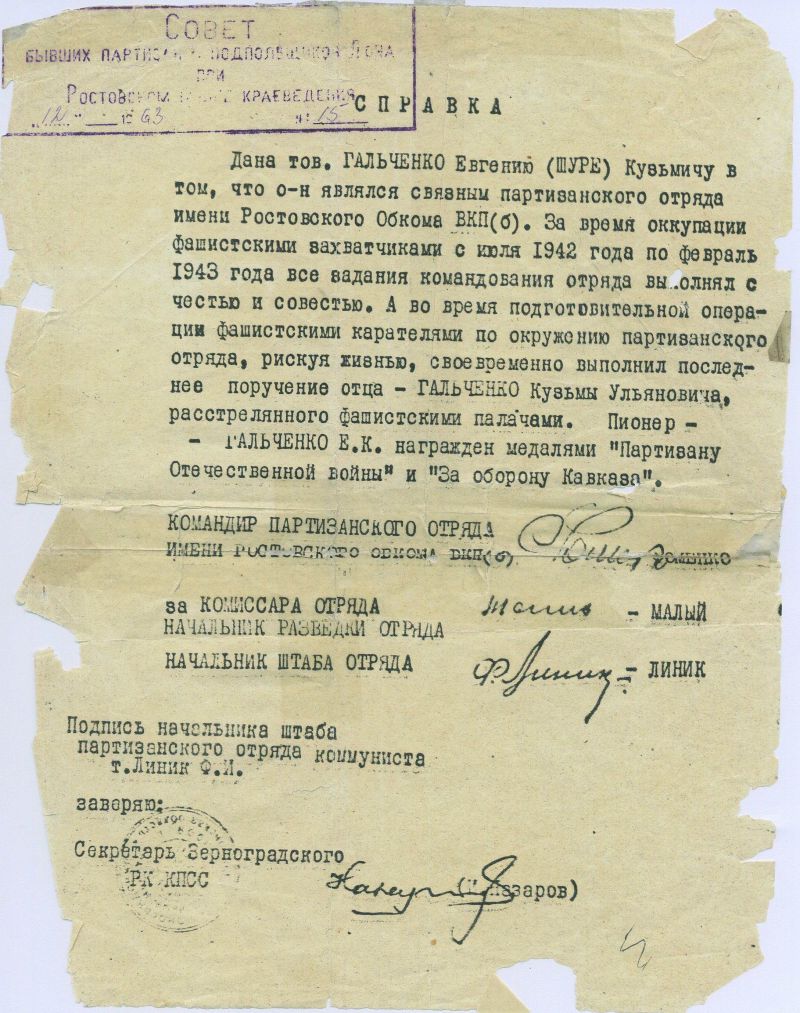 СОВЕТ
БЫВШИХ ПАРТИЗАН И ПОДПОЛЬЩИКОВ ДОНА
ПРИ
РОСТОВСКОМ КРАЕВЕДЕНИЯ
"12" 1963 № 15
СПРАВКА
Дана тов. ГАЛЬЧЕНКО Евгению (ШУРЕ) Кузьмичу в
том, что о-н являлся связным партизанского отряда
имени Ростовского Обкома ВКП(б). За время оккупации
фашистскими захватчиками с июля 1942 года по февраль
1943 года все задания командования отряда вы.олнял с
честью и совестью. А во время подготовительной опера-
ции фашистскими карателями по окружению партизанского
отряда, рискуя жизнью, своевременно выполнил послед-
нее поручение отца - ГАЛЬЧЕНКО Кузьмы Ульяновича,
расстрелянного фашистскими палачами. Пионер -
- ГАЛЬЧЕНКО Е.К. награжден медалями "Партизану
Отечественной войны" и "За оборону Кавказа".
КОМАНДИР ПАРТИЗАНСКОГО ОТРЯДА
ИМЕНИ РОСТОВСКОГО ОБКОМА ВКП(б)
за КОМИССАРА ОТРЯДА - МАЛЫЙ
НАЧАЛЬНИК РАЗВЕДКИ ОТРЯДА
НАЧАЛЬНИК ШТАБА ОТРЯДА Ф Линик - ЛИНИК
Подпись начальника штаба
партизанского отряда коммуниста
т.Линик Ф.И.
заверяю:
Секретарь Зерноградского
РК КПСС (Назаров)